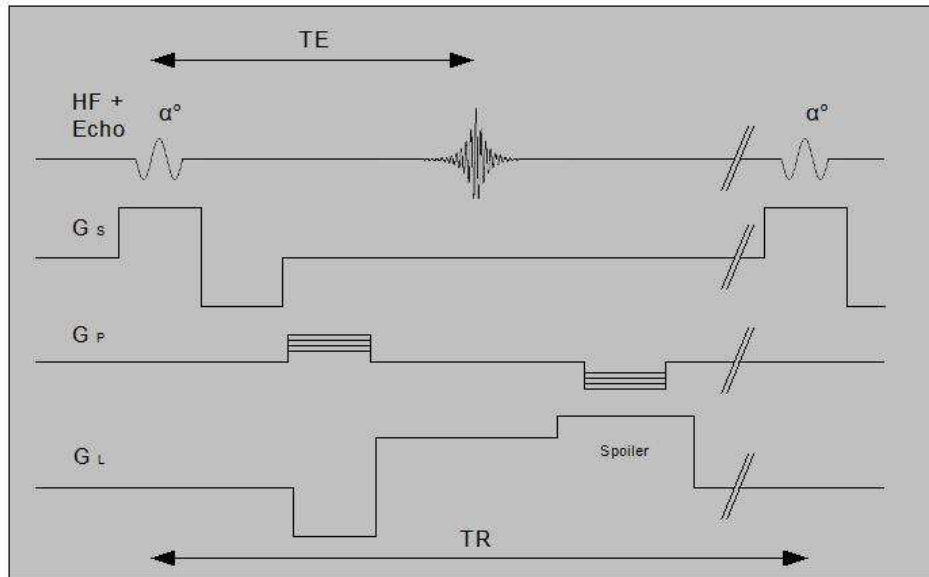 TE
HF +
Echo
α°
α°
G S
G P
G L
Spoiler
TR